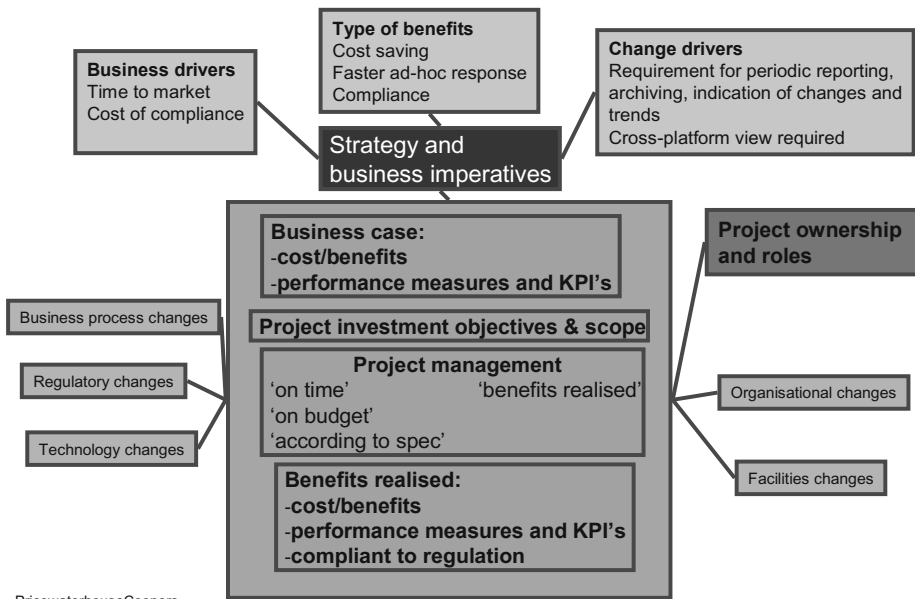 Business drivers
Time to market
Cost of compliance
Type of benefits
Cost saving
Faster ad-hoc response
Compliance
Change drivers
Requirement for periodic reporting,
archiving, indication of changes and
trends
Cross-platform view required
Strategy and
business imperatives
Business case:
-cost/benefits
-performance measures and KPI's
Project ownership
and roles
Business process changes
Regulatory changes
Technology changes
Project investment objectives & scope
Project management
‘on time’ ‘benefits realised’
‘on budget’
‘according to spec’
Organisational changes
Facilities changes
Benefits realised:
-cost/benefits
-performance measures and KPI's
-compliant to regulation